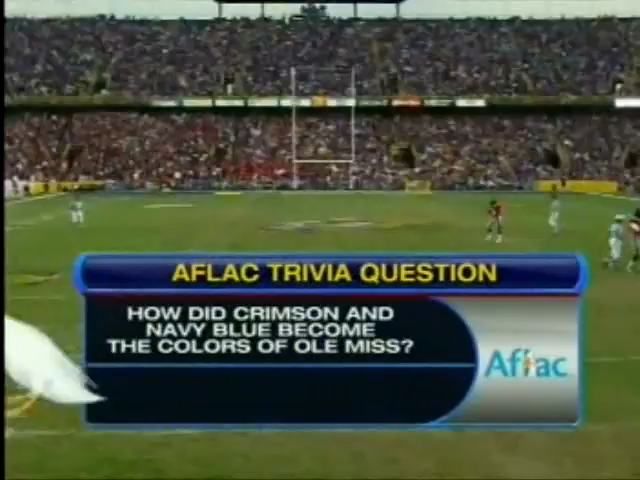 AFLAC TRIVIA QUESTION
HOW DID CRIMSON AND
NAVY BLUE BECOME
THE COLORS OF OLE MISS?
Aflac